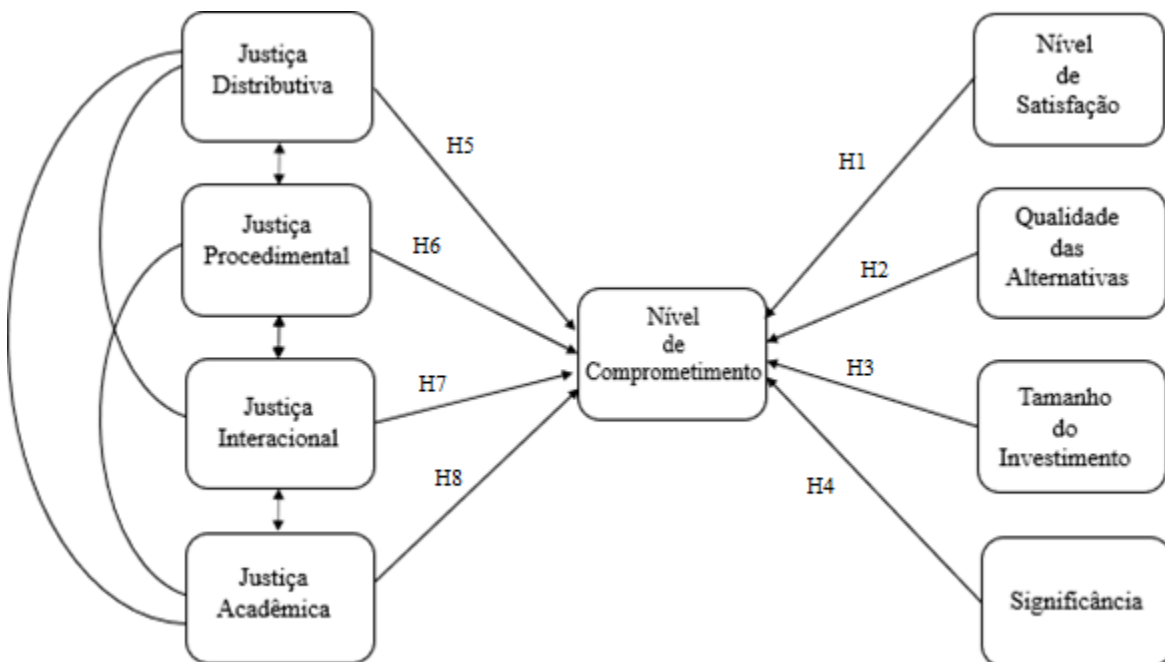 Justiça
Distributiva
Justiça
Procedimental
Justiça
Interacional
Justiça
Acadêmica
H5
H6
H7
H8
Nível
de
Comprometimento
H1
H2
H3
H4
Nível
de
Satisfação
Qualidade
das
Alternativas
Tamanho
do
Investimento
Significância